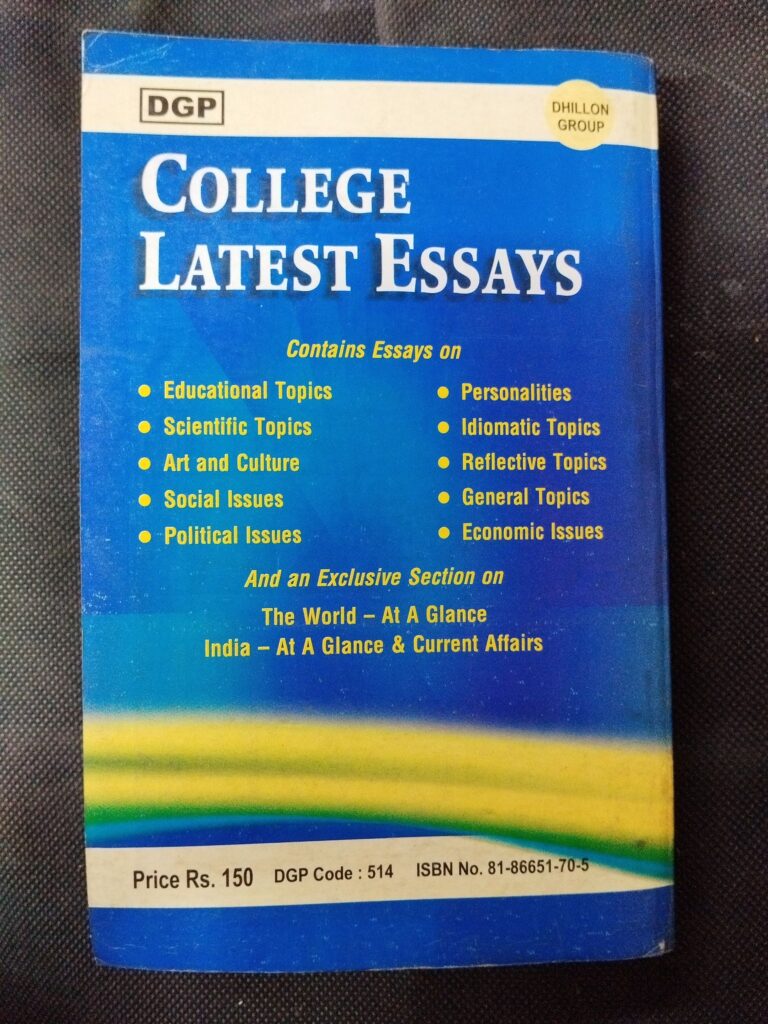 DGP
DHILLON
GROUP
COLLEGE
LATEST ESSAYS
Contains Essays on
• Educational Topics
• Scientific Topics
• Art and Culture
• Social Issues
• Political Issues
• Personalities
• Idiomatic Topics
• Reflective Topics
• General Topics
• Economic Issues
And an Exclusive Section on
The World – At A Glance
India – At A Glance & Current Affairs
Price Rs. 150 DGP Code : 514 ISBN No. 81-86651-70-5